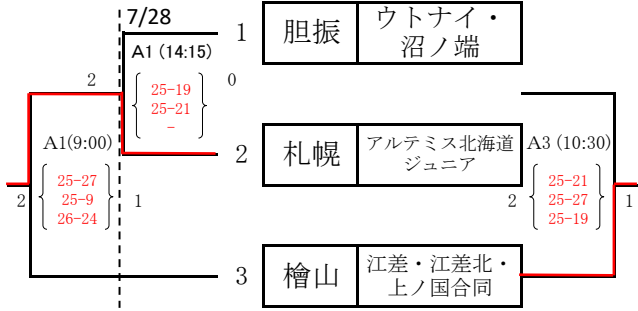 7/28
1
胆振
ウトナイ・
沼ノ端
A1 (14:15)
2
25-19
25-21
-
0
A1(9:00)
2
札幌
アルテミス北海道
ジュニア
A3 (10:30)
25-27
25-9
26-24
2
1
25-21
25-27
25-19
2
1
3
檜山
江差・江差北・
上ノ国合同